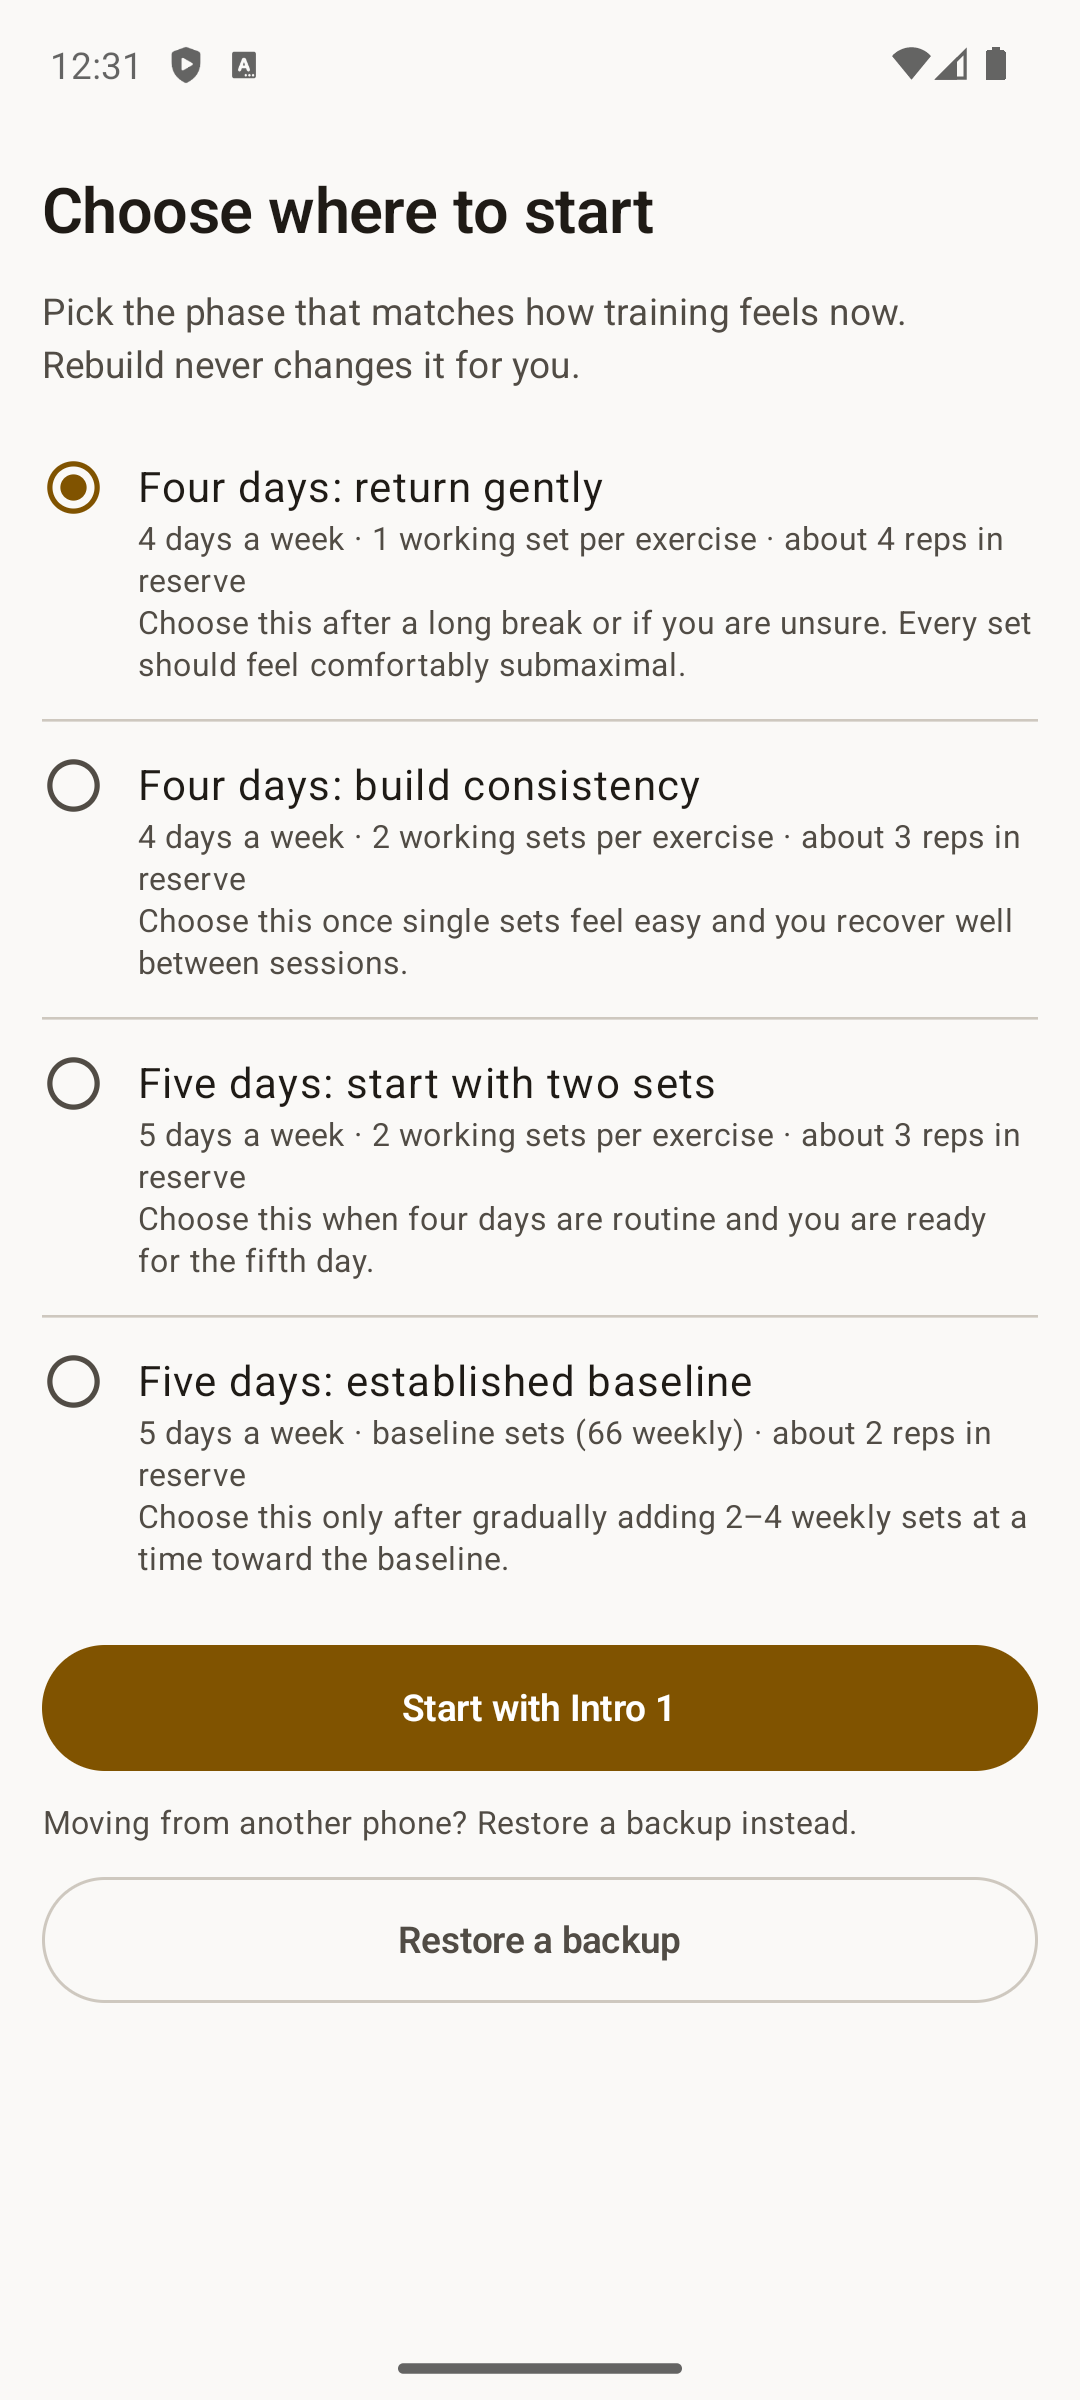 12:31
Choose where to start
Pick the phase that matches how training feels now.
Rebuild never changes it for you.
Four days: return gently
4 days a week · 1 working set per exercise · about 4 reps in
reserve
Choose this after a long break or if you are unsure. Every set
should feel comfortably submaximal.
Four days: build consistency
4 days a week · 2 working sets per exercise · about 3 reps in
reserve
Choose this once single sets feel easy and you recover well
between sessions.
Five days: start with two sets
5 days a week · 2 working sets per exercise · about 3 reps in
reserve
Choose this when four days are routine and you are ready
for the fifth day.
Five days: established baseline
5 days a week · baseline sets (66 weekly) · about 2 reps in
reserve
Choose this only after gradually adding 2–4 weekly sets at a
time toward the baseline.
Start with Intro 1
Moving from another phone? Restore a backup instead.
Restore a backup